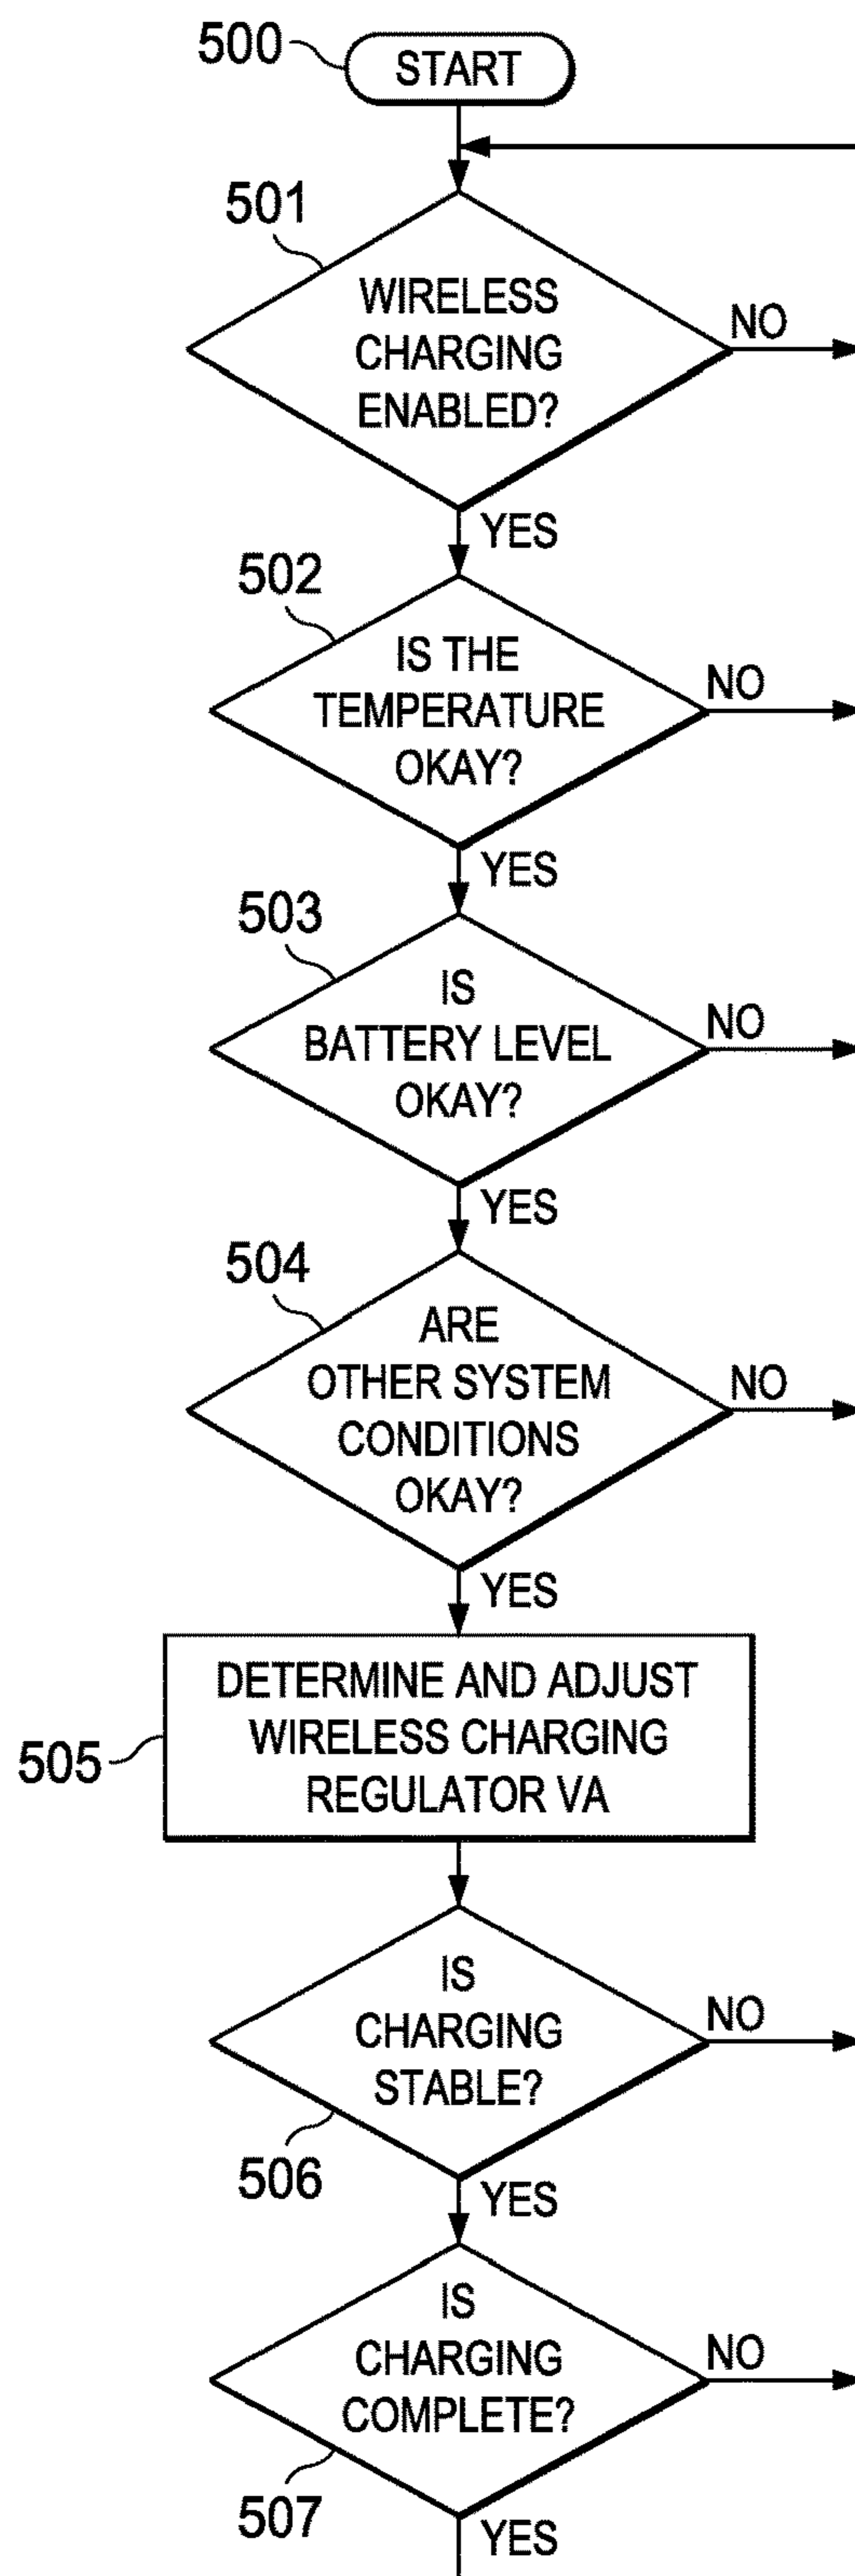 500
START
501
WIRELESS
CHARGING
ENABLED?
NO
YES
502
IS THE
TEMPERATURE
OKAY?
NO
YES
503
IS
BATTERY LEVEL
OKAY?
NO
YES
504
ARE
OTHER SYSTEM
CONDITIONS
OKAY?
NO
YES
505
DETERMINE AND ADJUST
WIRELESS CHARGING
REGULATOR VA
IS
CHARGING
STABLE?
NO
506
YES
IS
CHARGING
COMPLETE?
NO
507
YES